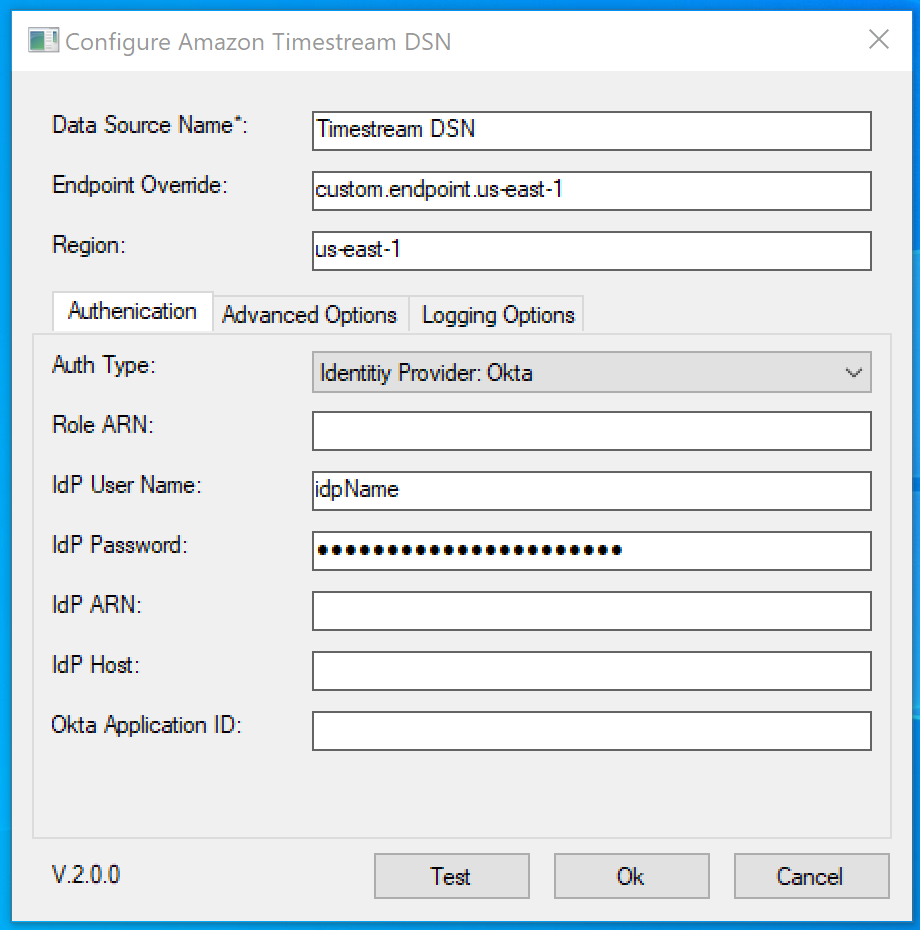 Configure Amazon Timestream DSN
Data Source Name*: Timestream DSN
Endpoint Override: custom.endpoint.us-east-1
Region: us-east-1
Authenication Advanced Options Logging Options
Auth Type: Identitiy Provider: Okta
Role ARN:
IdP User Name: idpName
IdP Password: ●●●●●●●●●●●●●●●●●●●●●●
IdP ARN:
IdP Host:
Okta Application ID:
V.2.0.0 Test Ok Cancel